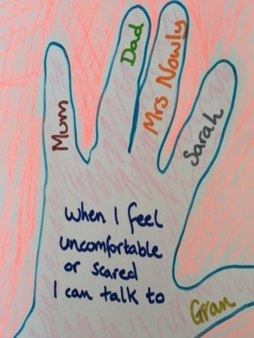 Mum
Dad
Mrs Nowly
Sarah
When I feel
uncomfortable
or scared
I can talk to
Gran